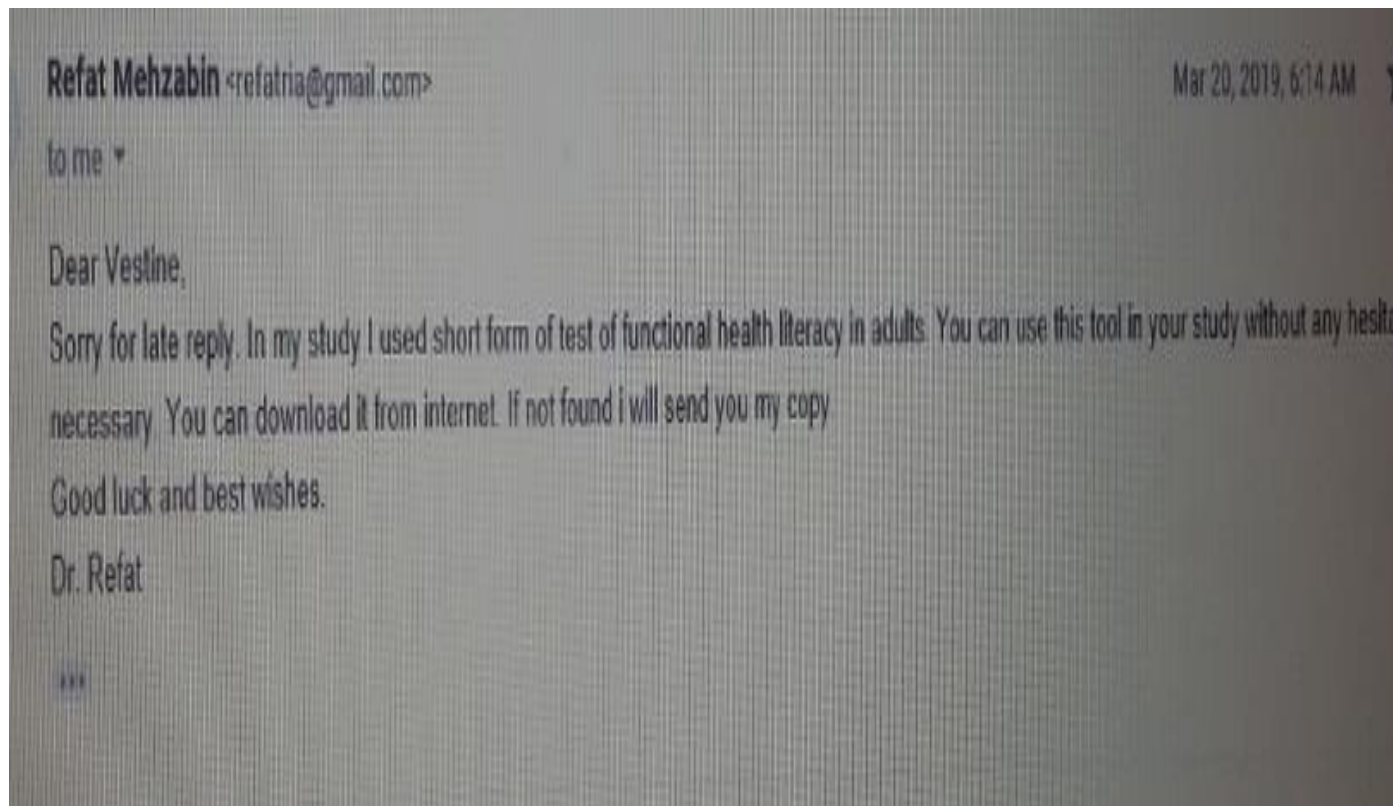 Refat Mehzabin <refatria@gmail.com>
Mar 20, 2019, 6:14 AM
to me
Dear Vestine,
Sorry for late reply. In my study I used short form of test of functional health literacy in adults. You can use this tool in your study without any
necessary. You can download it from internet. If not found i will send you my copy
Good luck and best wishes.
Dr. Refat
...